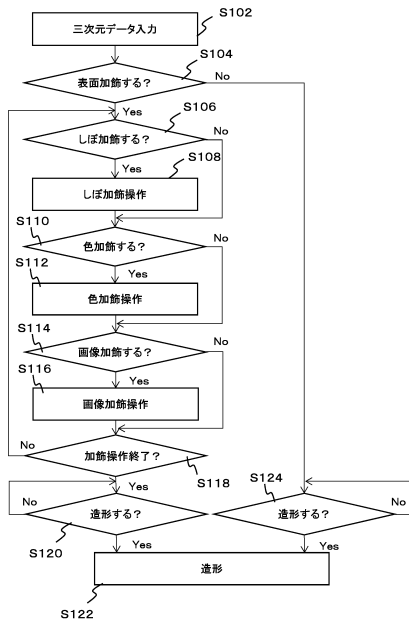 S102
三次元データ入力
S104
表面加飾する?
No
Yes
S106
しぼ加飾する?
No
Yes
S108
しぼ加飾操作
S110
色加飾する?
No
Yes
S112
色加飾操作
S114
画像加飾する?
No
Yes
S116
画像加飾操作
加飾操作終了?
No
S118
Yes
S124
造形する?
No
造形する?
No
S120
Yes
Yes
造形
S122